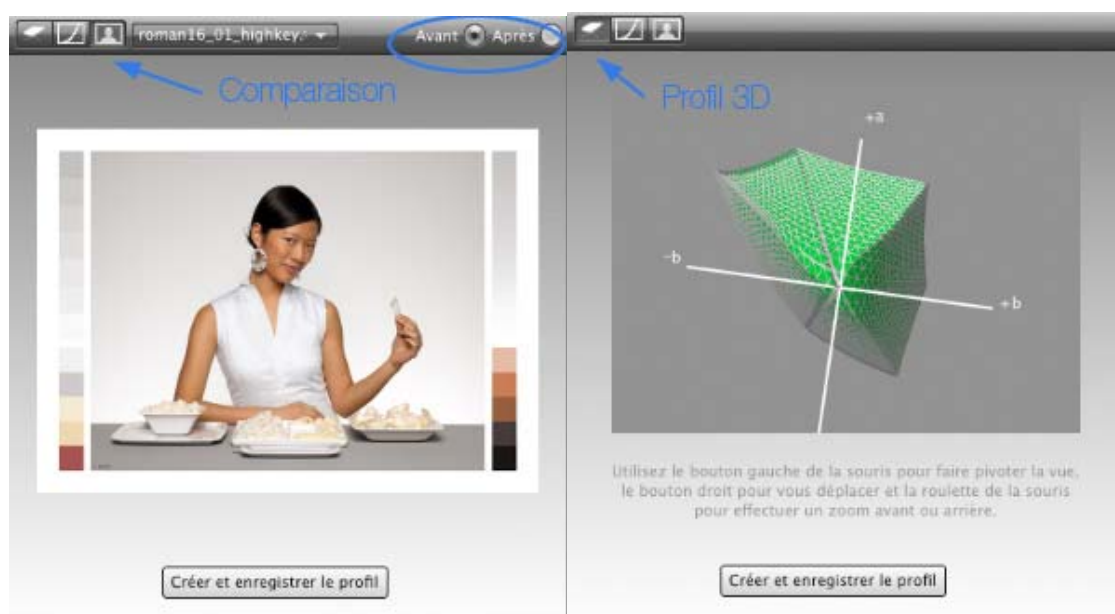 roman16_01_highkey.
Avant Après
Comparaison
Créer et enregistrer le profil
Profil 3D
+a
-b
+b
Utilisez le bouton gauche de la souris pour faire pivoter la vue,
le bouton droit pour vous déplacer et la roulette de la souris
pour effectuer un zoom avant ou arrière.
Créer et enregistrer le profil